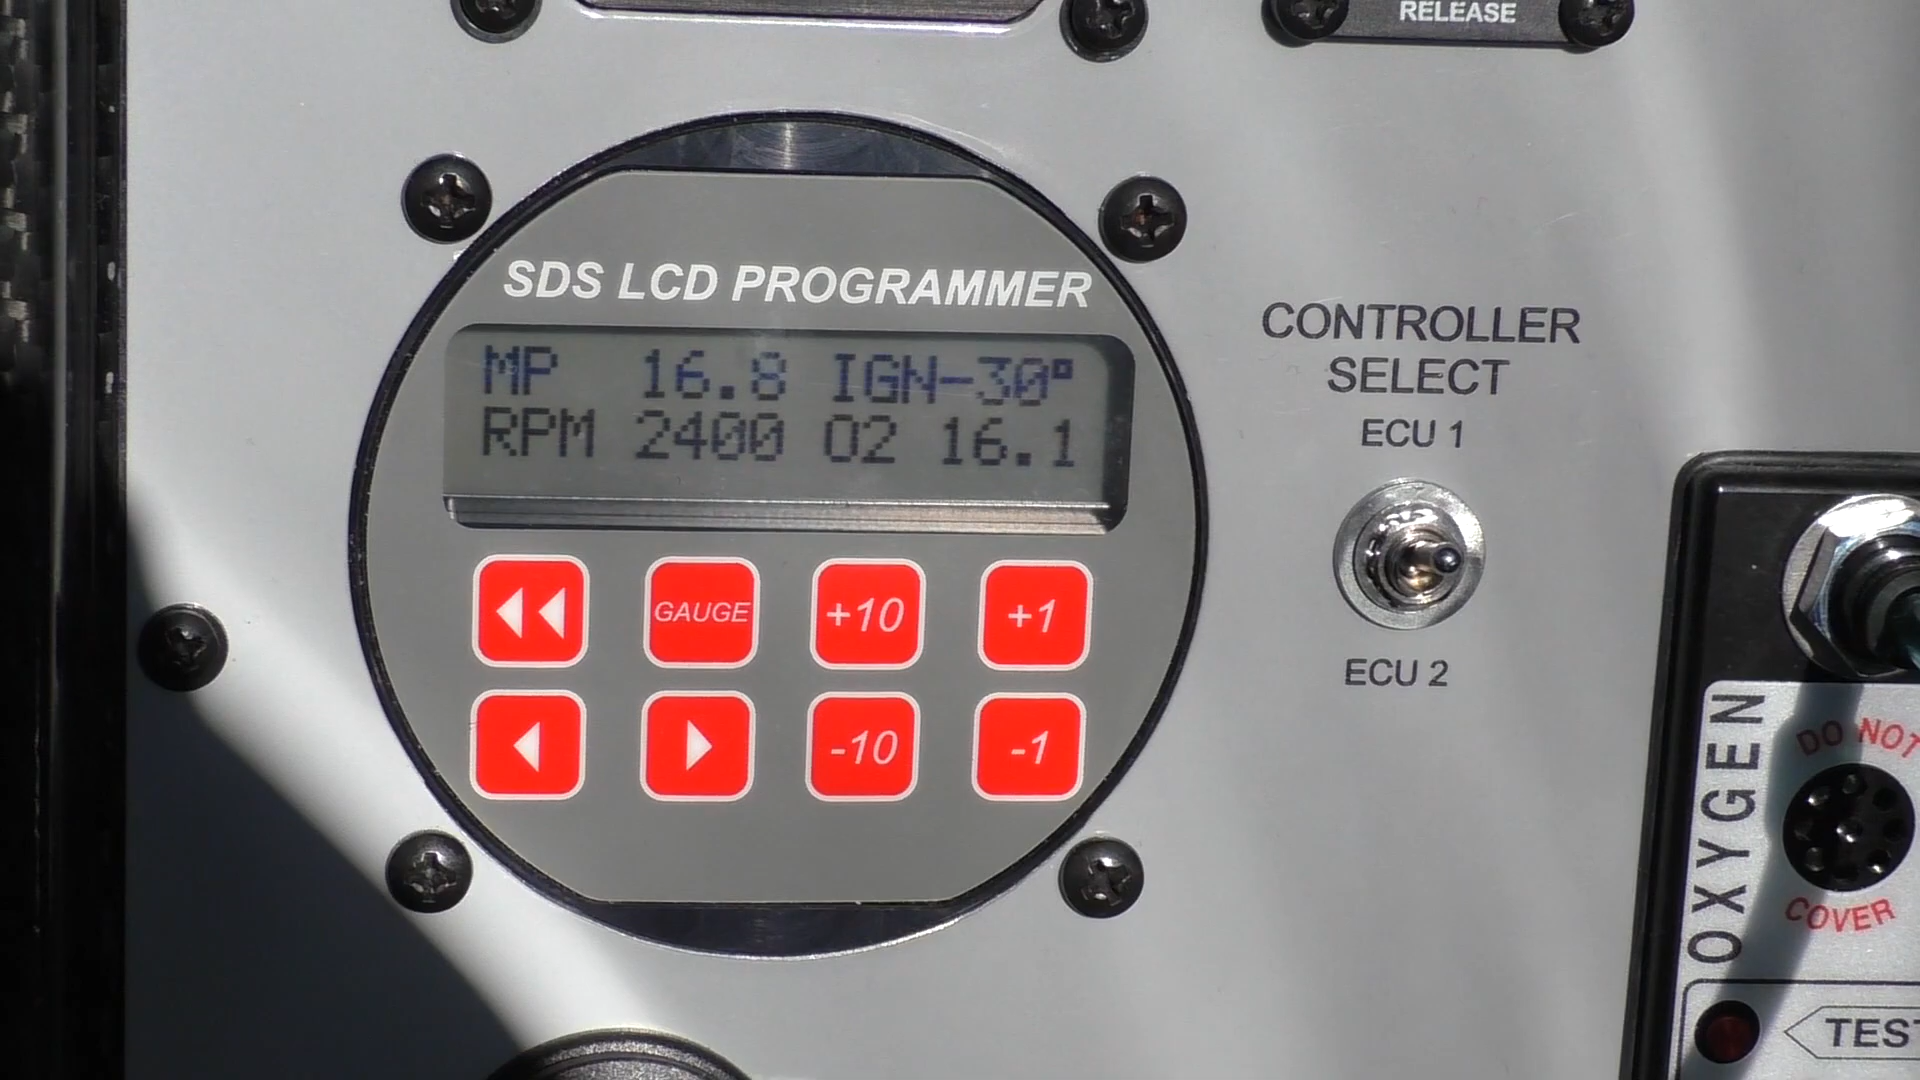 RELEASE
SDS LCD PROGRAMMER
MP 16.8 IGN-30°
RPM 2400 O2 16.1
GAUGE +10 +1
-10 -1
CONTROLLER
SELECT
ECU 1
ECU 2
OXYGEN
DO NOT
COVER
TEST